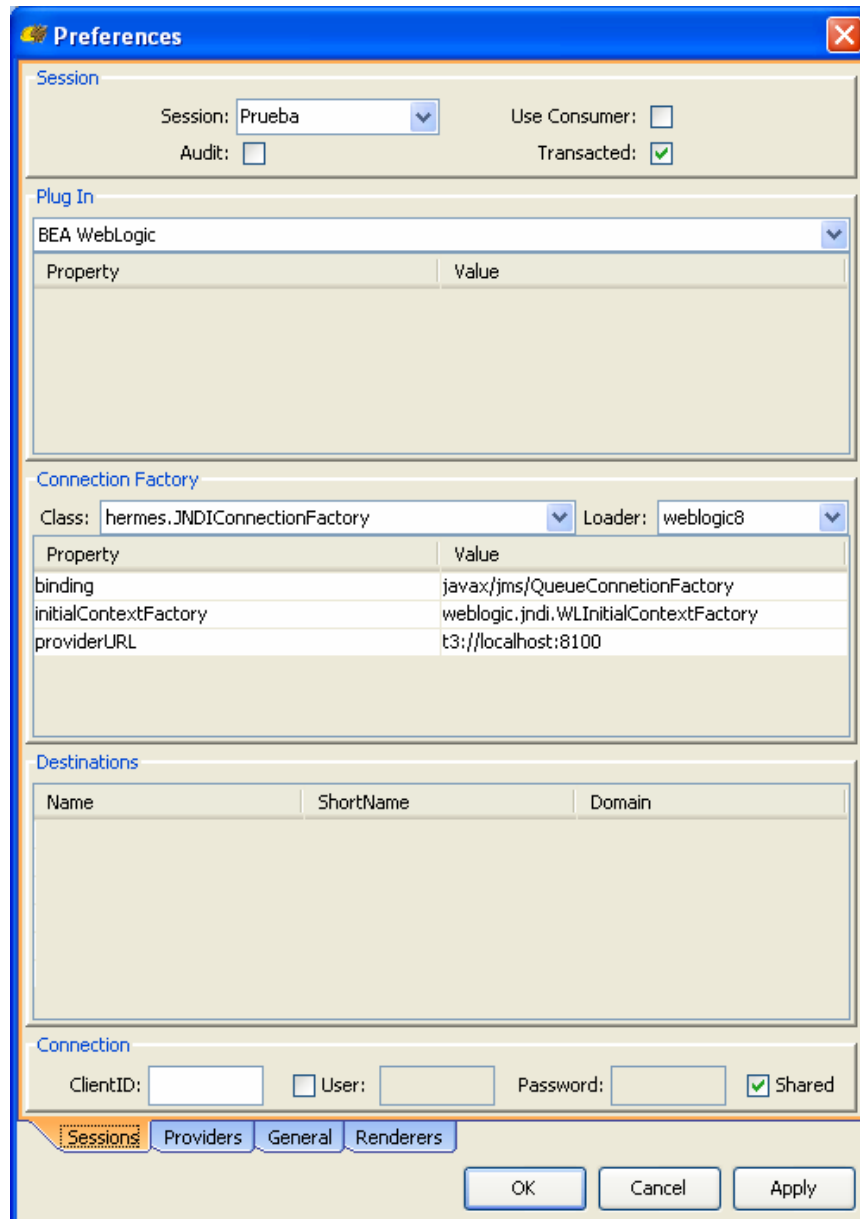 Preferences
Session
Session: Prueba Use Consumer:
Audit: Transacted:
Plug In
BEA WebLogic
Property Value
Connection Factory
Class: hermes.JNDIConnectionFactory Loader: weblogic8
Property Value
binding javax/jms/QueueConnetionFactory
initialContextFactory weblogic.jndi.WLInitialContextFactory
providerURL t3://localhost:8100
Destinations
Name ShortName Domain
Connection
ClientID: User: Password: Shared
Sessions Providers General Renderers
OK Cancel Apply